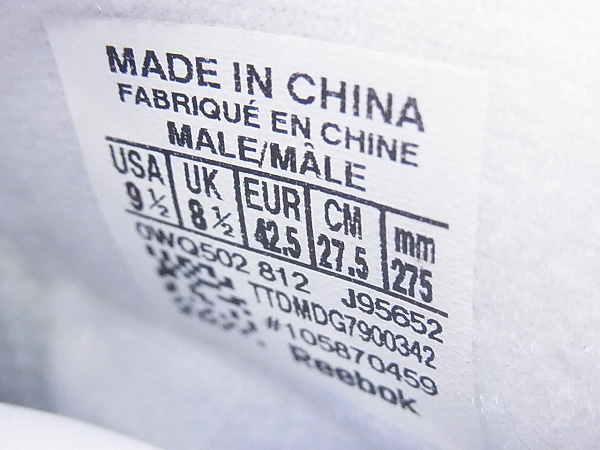 MADE IN CHINA
FABRIQUÉ EN CHINE
MALE/MÂLE
USA UK EUR CM mm
9 ½ 8 ½ 42.5 27.5 275
0WQ502 812 J95652
TTDMDG7900342
#105870459
Reebok